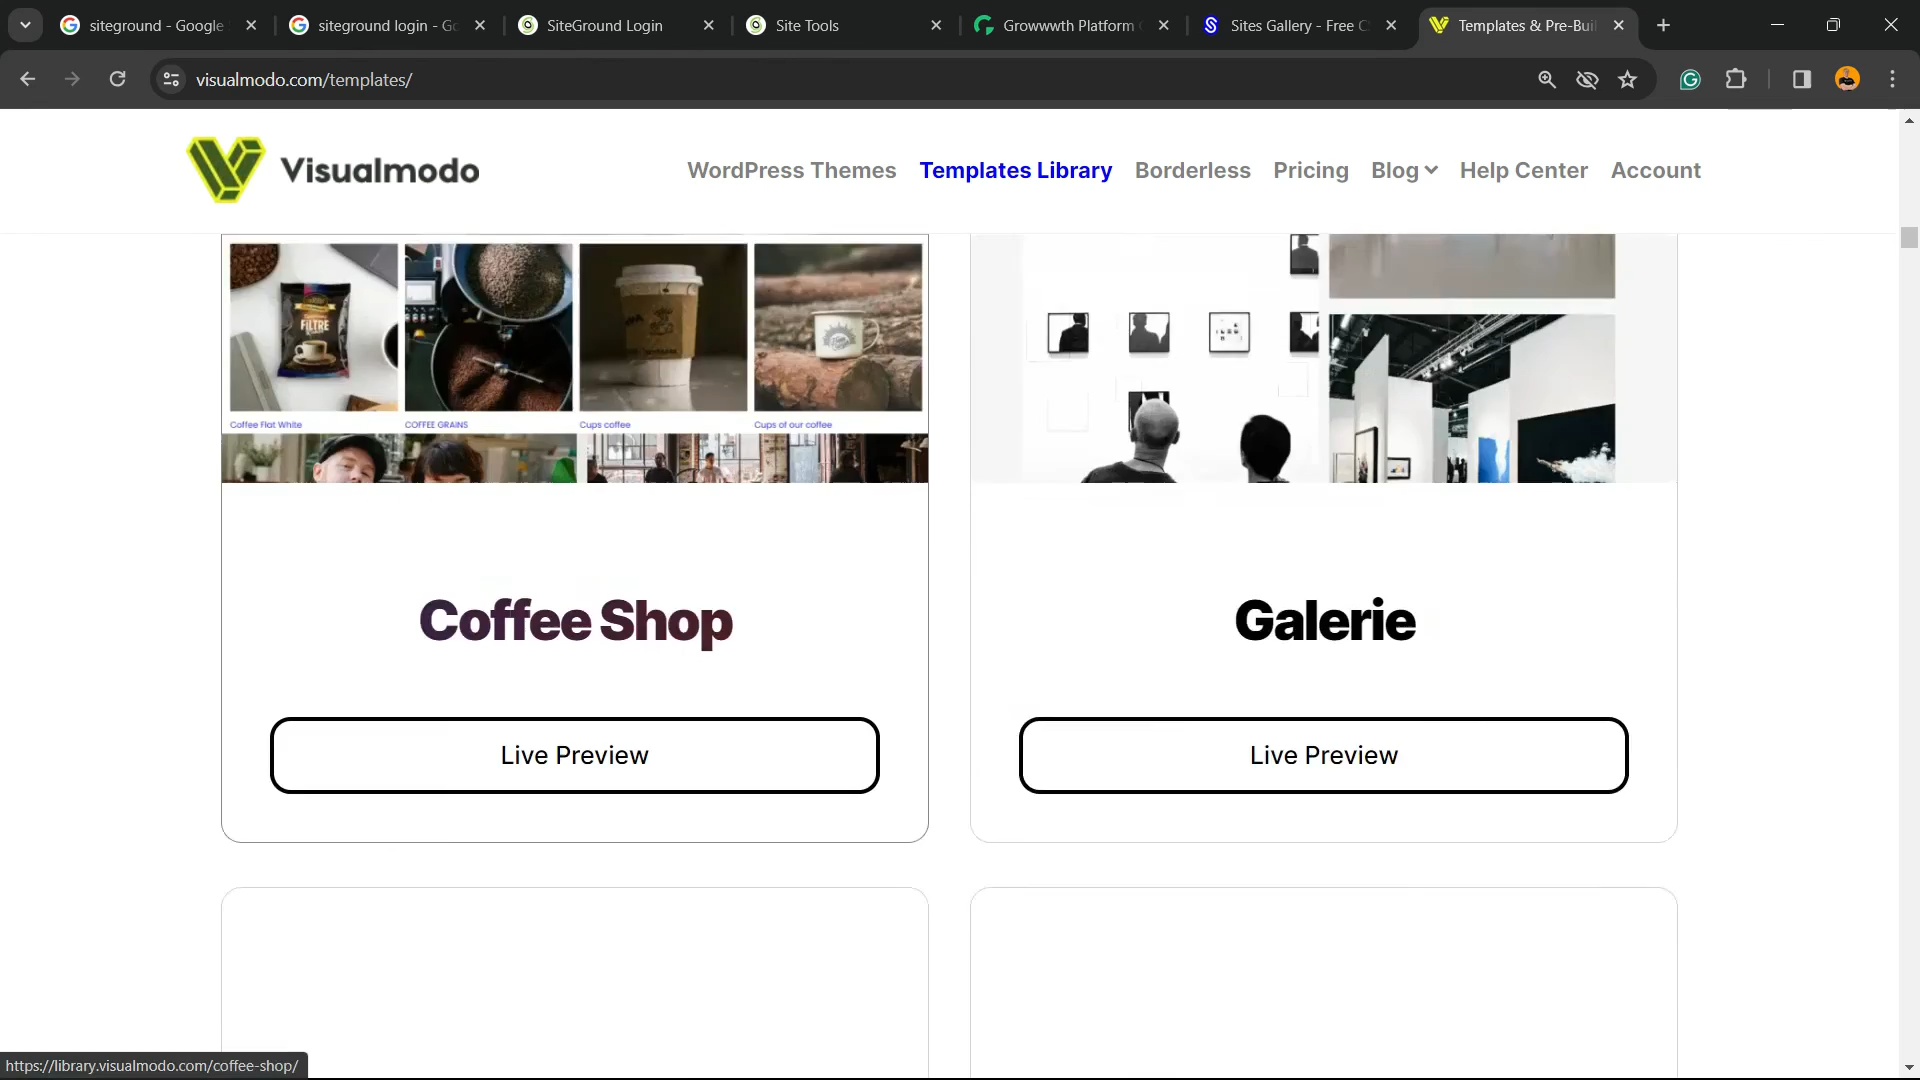 siteground - Google
siteground login - Go
SiteGround Login
Site Tools
Growwwth Platform
Sites Gallery - Free C
Templates & Pre-Buil
visualmodo.com/templates/
Visualmodo
WordPress Themes
Templates Library
Borderless
Pricing
Blog
Help Center
Account
FILTRE
Coffee Flat White
COFFEE GRAINS
Cups coffee
Cups of our coffee
Coffee Shop
Galerie
Live Preview
Live Preview
https://library.visualmodo.com/coffee-shop/